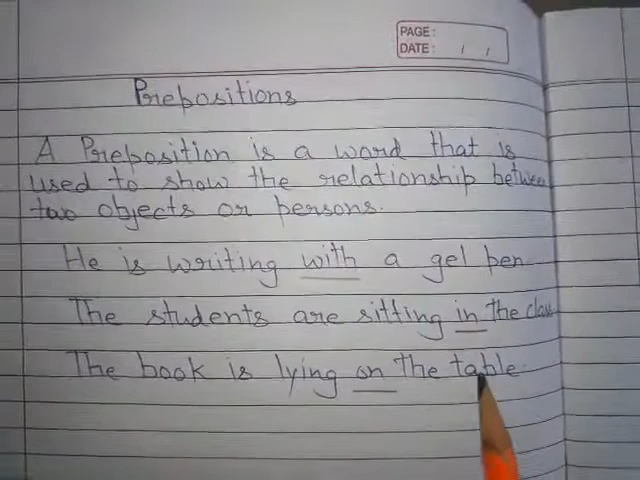 PAGE:
DATE: / /
Prepositions
A Preposition is a word that is
used to show the relationship between
two objects or persons.
He is writing with a gel pen
The students are sitting in the class
The book is lying on the table.